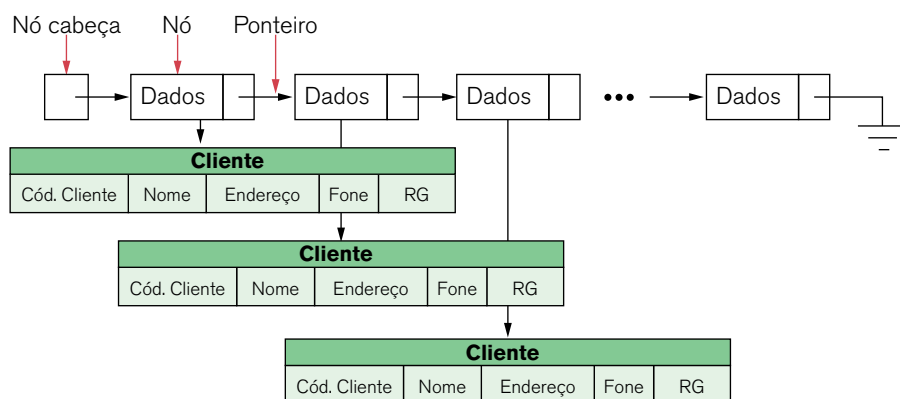 Nó cabeça Nó Ponteiro
Dados Dados Dados ••• Dados
Cliente
Cód. Cliente Nome Endereço Fone RG
Cliente
Cód. Cliente Nome Endereço Fone RG
Cliente
Cód. Cliente Nome Endereço Fone RG